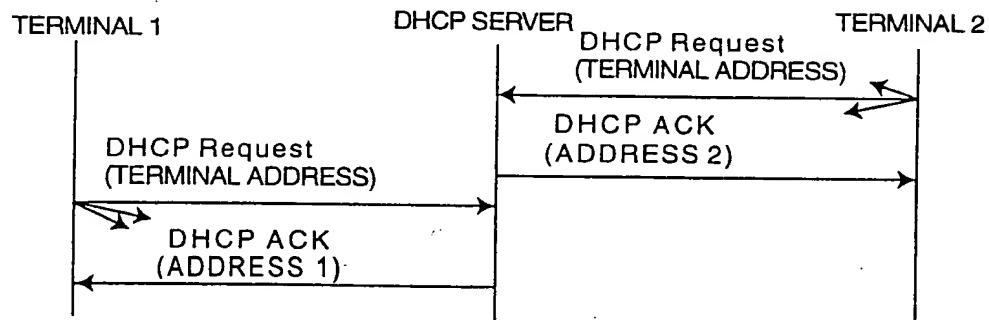 TERMINAL 1
DHCP SERVER
TERMINAL 2
DHCP Request
(TERMINAL ADDRESS)
DHCP ACK
(ADDRESS 2)
DHCP Request
(TERMINAL ADDRESS)
DHCP ACK
(ADDRESS 1)